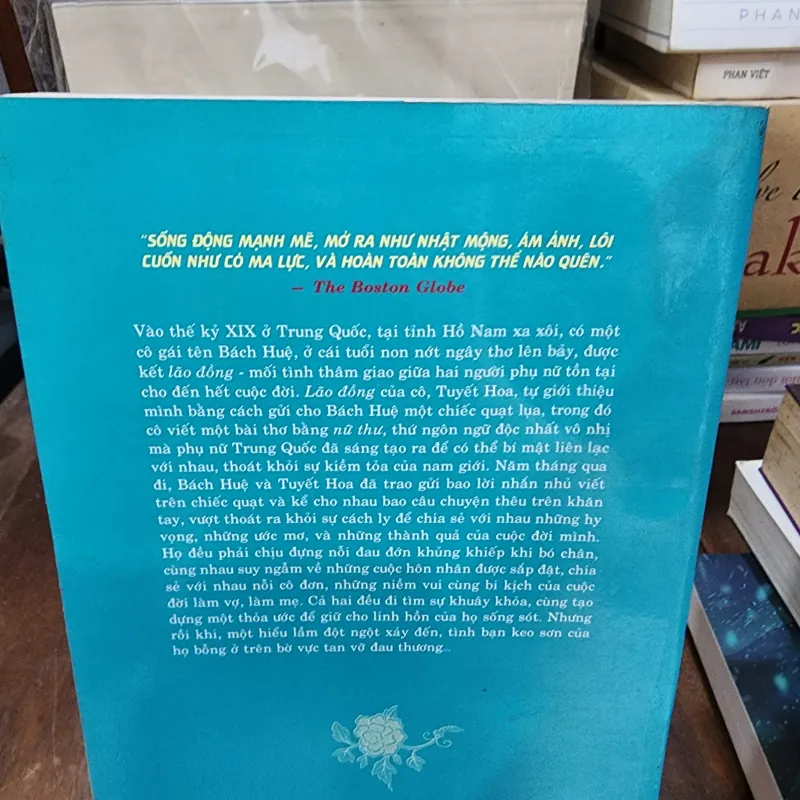 PHAN
PHAN VIỆT
"SỐNG ĐỘNG MẠNH MẼ, MỞ RA NHƯ NHẬT MỘNG, ÁM ẢNH, LÔI
CUỐN NHƯ CÓ MA LỰC, VÀ HOÀN TOÀN KHÔNG THỂ NÀO QUÊN."
— The Boston Globe
Vào thế kỷ XIX ở Trung Quốc, tại tỉnh Hồ Nam xa xôi, có một
cô gái tên Bách Huệ, ở cái tuổi non nớt ngây thơ lên bảy, được
kết lão đồng - mối tình thâm giao giữa hai người phụ nữ tồn tại
cho đến hết cuộc đời. Lão đồng của cô, Tuyết Hoa, tự giới thiệu
mình bằng cách gửi cho Bách Huệ một chiếc quạt lụa, trong đó
cô viết một bài thơ bằng nữ thư, thứ ngôn ngữ độc nhất vô nhị
mà phụ nữ Trung Quốc đã sáng tạo ra để có thể bí mật liên lạc
với nhau, thoát khỏi sự kiềm tỏa của nam giới. Năm tháng qua
đi, Bách Huệ và Tuyết Hoa đã trao gửi bao lời nhắn nhủ viết
trên chiếc quạt và kể cho nhau bao câu chuyện thêu trên khăn
tay, vượt thoát ra khỏi sự cách ly để chia sẻ với nhau những hy
vọng, những ước mơ, và những thành quả của cuộc đời mình.
Họ đều phải chịu đựng nỗi đau đớn khủng khiếp khi bó chân,
cùng nhau suy ngẫm về những cuộc hôn nhân được sắp đặt, chia
sẻ với nhau nỗi cô đơn, những niềm vui cùng bi kịch của cuộc
đời làm vợ, làm mẹ. Cả hai đều đi tìm sự khuây khỏa, cùng tạo
dựng một thỏa ước để giữ cho linh hồn của họ sống sót. Nhưng
rồi khi, một hiểu lầm đột ngột xảy đến, tình bạn keo sơn của
họ bỗng ở trên bờ vực tan vỡ đau thương...
ak
AMI